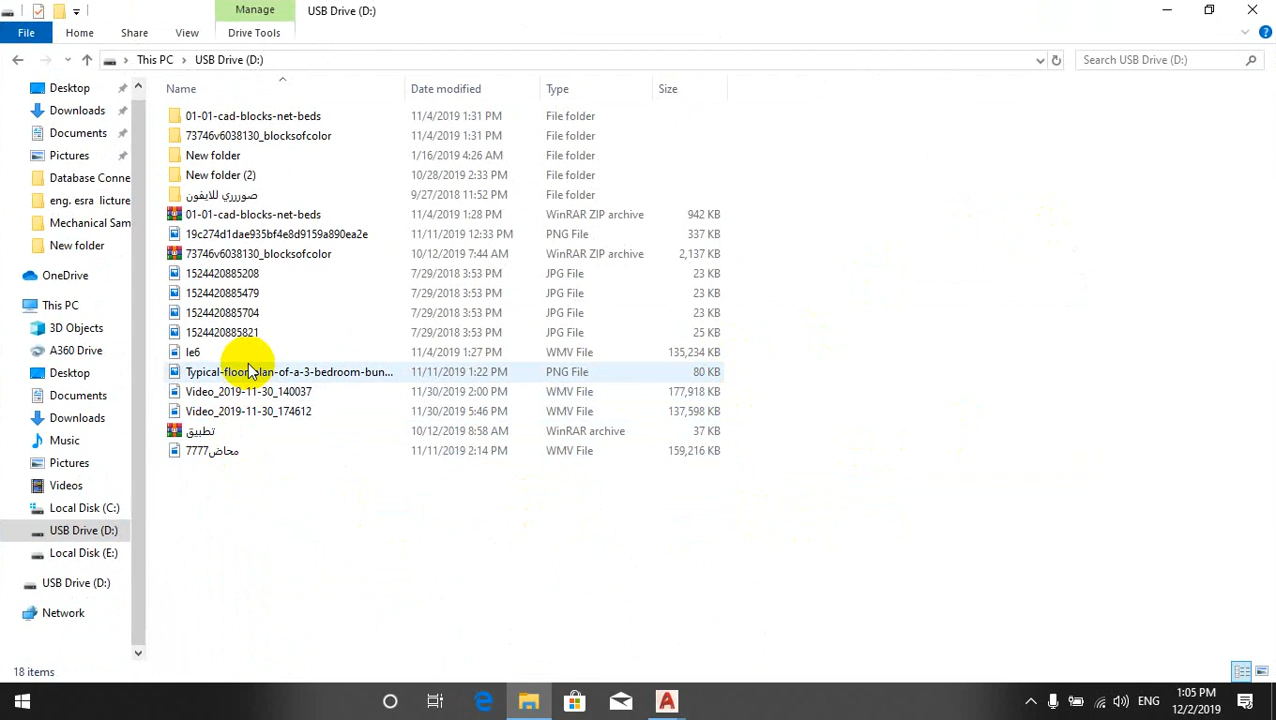 Manage
USB Drive (D:)
File
Home
Share
View
Drive Tools
This PC
USB Drive (D:)
Search USB Drive (D:)
Name
Date modified
Type
Size
Desktop
Downloads
Documents
Pictures
Database Conne
eng. esra licture
Mechanical Sam
New folder
OneDrive
This PC
3D Objects
A360 Drive
Desktop
Documents
Downloads
Music
Pictures
Videos
Local Disk (C:)
USB Drive (D:)
Local Disk (E:)
USB Drive (D:)
Network
01-01-cad-blocks-net-beds 11/4/2019 1:31 PM File folder
73746v6038130_blocksofcolor 11/4/2019 1:31 PM File folder
New folder 1/16/2019 4:26 AM File folder
New folder (2) 10/28/2019 2:33 PM File folder
صوررري للايفون 9/27/2018 11:52 PM File folder
01-01-cad-blocks-net-beds 11/4/2019 1:28 PM WinRAR ZIP archive 942 KB
19c274d1dae935bf4e8d9159a890ea2e 11/11/2019 12:33 PM PNG File 337 KB
73746v6038130_blocksofcolor 10/12/2019 7:44 AM WinRAR ZIP archive 2,137 KB
1524420885208 7/29/2018 3:53 PM JPG File 23 KB
1524420885479 7/29/2018 3:53 PM JPG File 23 KB
1524420885704 7/29/2018 3:53 PM JPG File 23 KB
1524420885821 7/29/2018 3:53 PM JPG File 25 KB
le6 11/4/2019 1:27 PM WMV File 135,234 KB
Typical-floor-plan-of-a-3-bedroom-bun... 11/11/2019 1:22 PM PNG File 80 KB
Video_2019-11-30_140037 11/30/2019 2:00 PM WMV File 177,918 KB
Video_2019-11-30_174612 11/30/2019 5:46 PM WMV File 137,598 KB
تطبيق 10/12/2019 8:58 AM WinRAR archive 37 KB
محاض7777 11/11/2019 2:14 PM WMV File 159,216 KB
18 items
ENG
1:05 PM
12/2/2019